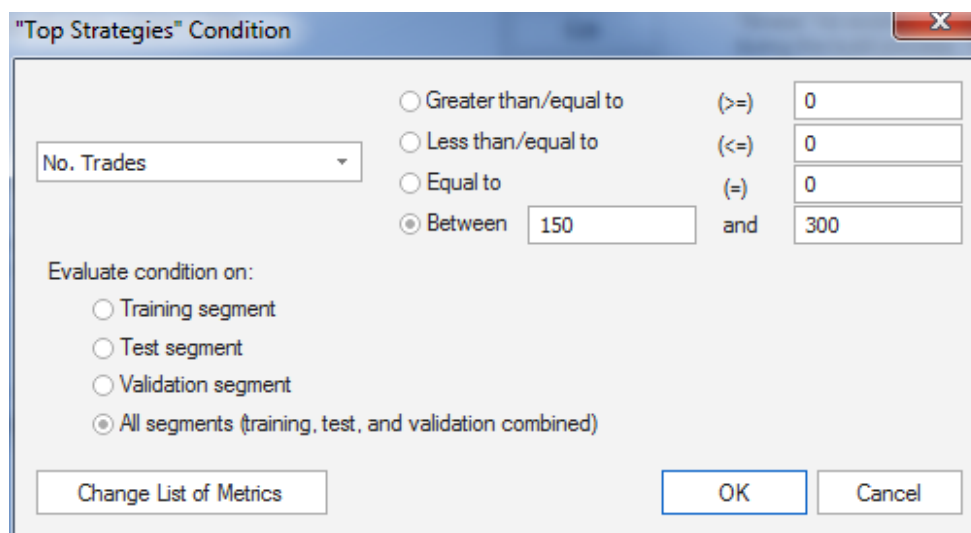 "Top Strategies" Condition
No. Trades
Greater than/equal to (>=) 0
Less than/equal to (<=) 0
Equal to (=) 0
Between 150 and 300
Evaluate condition on:
Training segment
Test segment
Validation segment
All segments (training, test, and validation combined)
Change List of Metrics OK Cancel